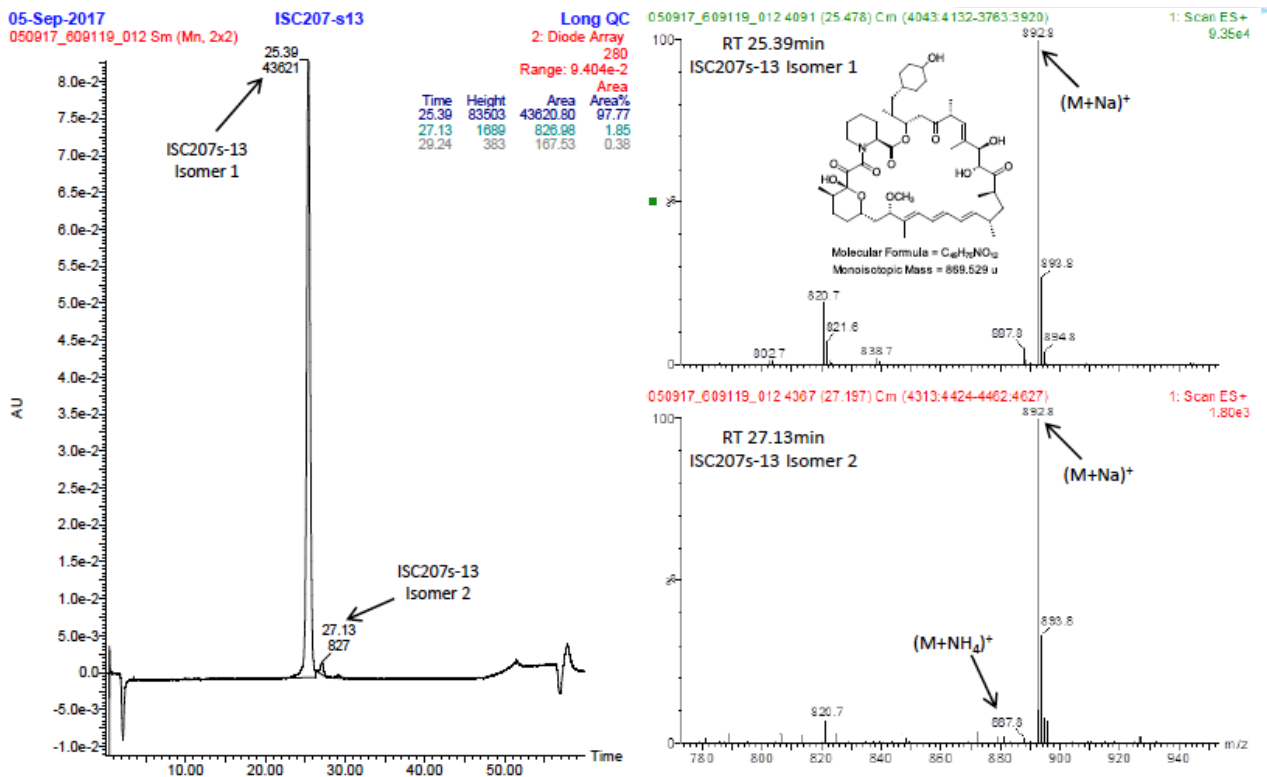 05-Sep-2017 ISC207-s13 Long QC
050917_609119_012 Sm (Mn, 2x2)
2: Diode Array
280
Range: 9.404e-2
Area
Time Height Area Area%
25.39 83503 43620.80 97.77
27.13 1689 826.98 1.85
29.24 383 167.53 0.38
25.39
43621
ISC207s-13
Isomer 1
ISC207s-13
Isomer 2
27.13
827
AU
8.0e-2
7.5e-2
7.0e-2
6.5e-2
6.0e-2
5.5e-2
5.0e-2
4.5e-2
4.0e-2
3.5e-2
3.0e-2
2.5e-2
2.0e-2
1.5e-2
1.0e-2
5.0e-3
0.0
-5.0e-3
-1.0e-2
10.00 20.00 30.00 40.00 50.00
Time
050917_609119_012 4091 (25.478) Cm (4043:4132-3763:3920)
1: Scan ES+
9.35e4
RT 25.39min
ISC207s-13 Isomer 1
100
%
0
892.8
(M+Na)+
OH
O
O
OH
HO
O
N
O
O
O
HO
O
OCH₃
Molecular Formula =
Monoisotopic Mass = 869.529 u
820.7
821.6
802.7
838.7
893.8
894.8
050917_609119_012 4367 (27.197) Cm (4313:4424-4462:4627)
1: Scan ES+
1.80e3
RT 27.13min
ISC207s-13 Isomer 2
100
%
0
892.8
(M+Na)+
893.8
(M+NH₄)+
820.7
780 800 820 840 860 880 900 920 940
m/z